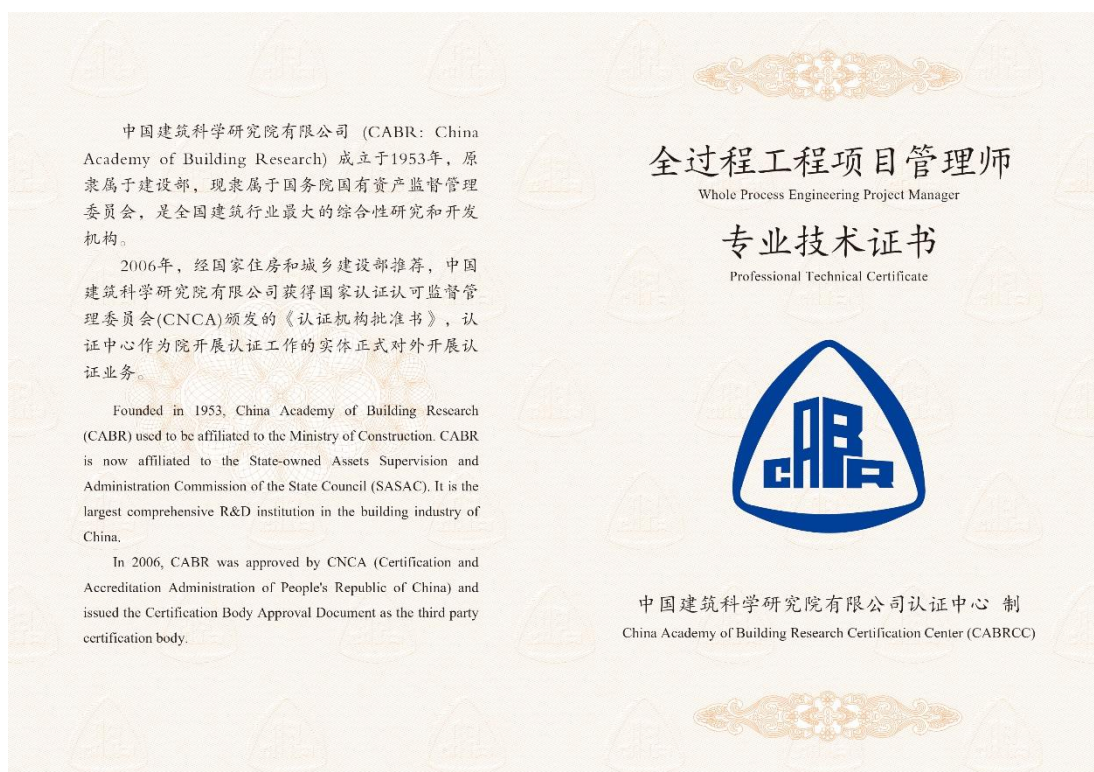 中国建筑科学研究院有限公司 (CABR: China
Academy of Building Research) 成立于1953年，原
隶属于建设部，现隶属于国务院国有资产监督管理
委员会，是全国建筑行业最大的综合性研究和开发
机构。
2006年，经国家住房和城乡建设部推荐，中国
建筑科学研究院有限公司获得国家认证认可监督管
理委员会(CNCA)颁发的《认证机构批准书》，认
证中心作为院开展认证工作的实体正式对外开展认
证业务。
Founded in 1953, China Academy of Building Research
(CABR) used to be affiliated to the Ministry of Construction. CABR
is now affiliated to the State-owned Assets Supervision and
Administration Commission of the State Council (SASAC). It is the
largest comprehensive R&D institution in the building industry of
China.
In 2006, CABR was approved by CNCA (Certification and
Accreditation Administration of People's Republic of China) and
issued the Certification Body Approval Document as the third party
certification body.
全过程工程项目管理师
Whole Process Engineering Project Manager
专业技术证书
Professional Technical Certificate
CABR
中国建筑科学研究院有限公司认证中心 制
China Academy of Building Research Certification Center (CABRCC)